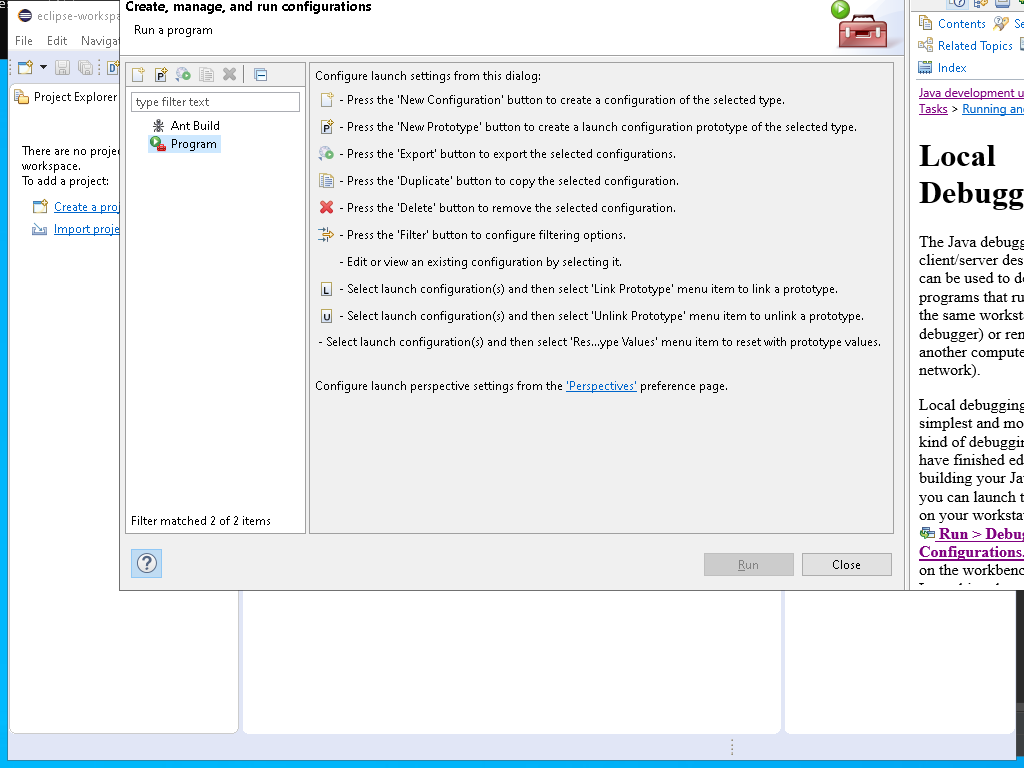 eclipse-workspa
File Edit Naviga
Project Explorer
There are no proje
workspace.
To add a project:
Create a proj
Import proje
Create, manage, and run configurations
Run a program
type filter text
Ant Build
Program
Filter matched 2 of 2 items
Configure launch settings from this dialog:
- Press the 'New Configuration' button to create a configuration of the selected type.
- Press the 'New Prototype' button to create a launch configuration prototype of the selected type.
- Press the 'Export' button to export the selected configurations.
- Press the 'Duplicate' button to copy the selected configuration.
- Press the 'Delete' button to remove the selected configuration.
- Press the 'Filter' button to configure filtering options.
- Edit or view an existing configuration by selecting it.
L - Select launch configuration(s) and then select 'Link Prototype' menu item to link a prototype.
U - Select launch configuration(s) and then select 'Unlink Prototype' menu item to unlink a prototype.
- Select launch configuration(s) and then select 'Res...ype Values' menu item to reset with prototype values.
Configure launch perspective settings from the 'Perspectives' preference page.
Run Close
Contents Se
Related Topics
Index
Java development u
Tasks > Running and
Local
Debugg
The Java debugg
client/server des
can be used to de
programs that ru
the same worksta
debugger) or rem
another compute
network).
Local debugging
simplest and mo
kind of debuggin
have finished ed
building your Jav
you can launch t
on your worksta
Run > Debug
Configurations.
on the workbenc